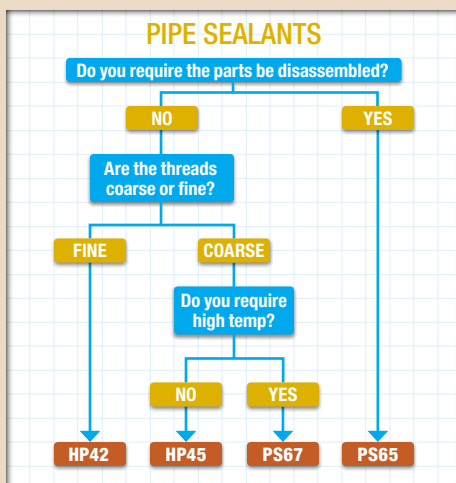 PIPE SEALANTS
Do you require the parts be disassembled?
NO
YES
Are the threads
coarse or fine?
FINE
COARSE
Do you require
high temp?
NO
YES
HP42
HP45
PS67
PS65